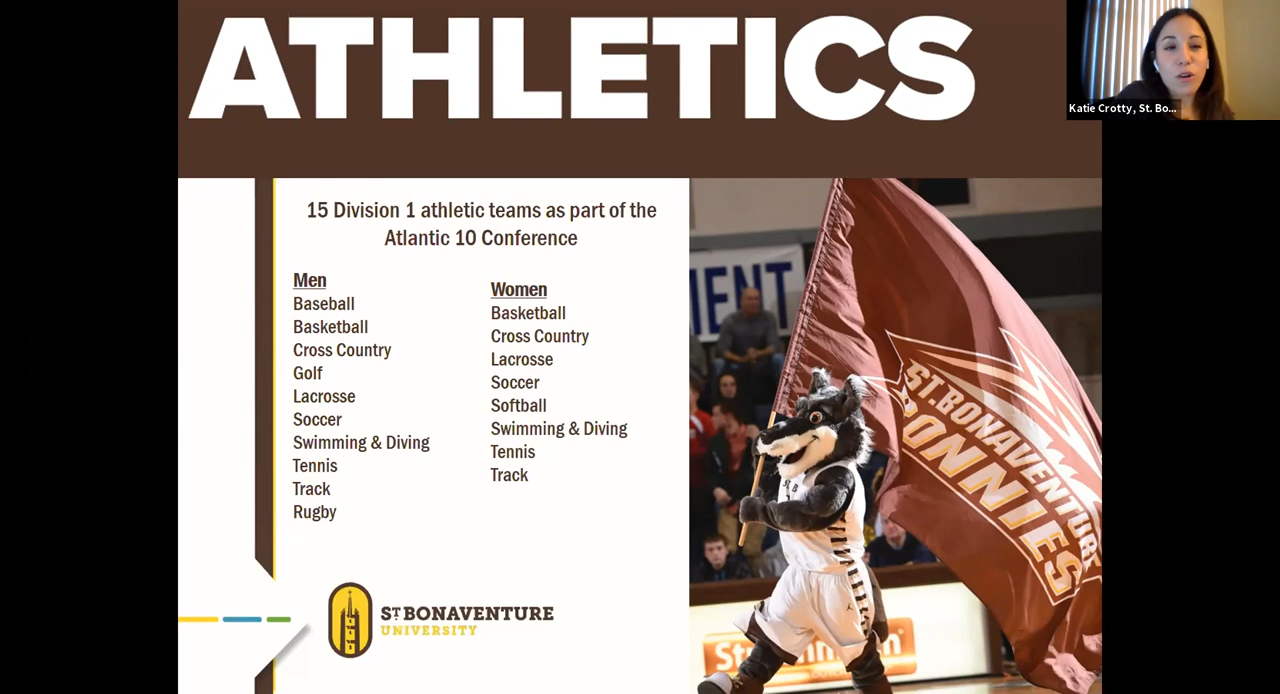 ATHLETICS
Katie Crotty, St. Bo...
15 Division 1 athletic teams as part of the
Atlantic 10 Conference
Men
Baseball
Basketball
Cross Country
Golf
Lacrosse
Soccer
Swimming & Diving
Tennis
Track
Rugby
Women
Basketball
Cross Country
Lacrosse
Soccer
Softball
Swimming & Diving
Tennis
Track
ST BONAVENTURE
UNIVERSITY
ST. BONAVENTURE
BONNIES
ST. B